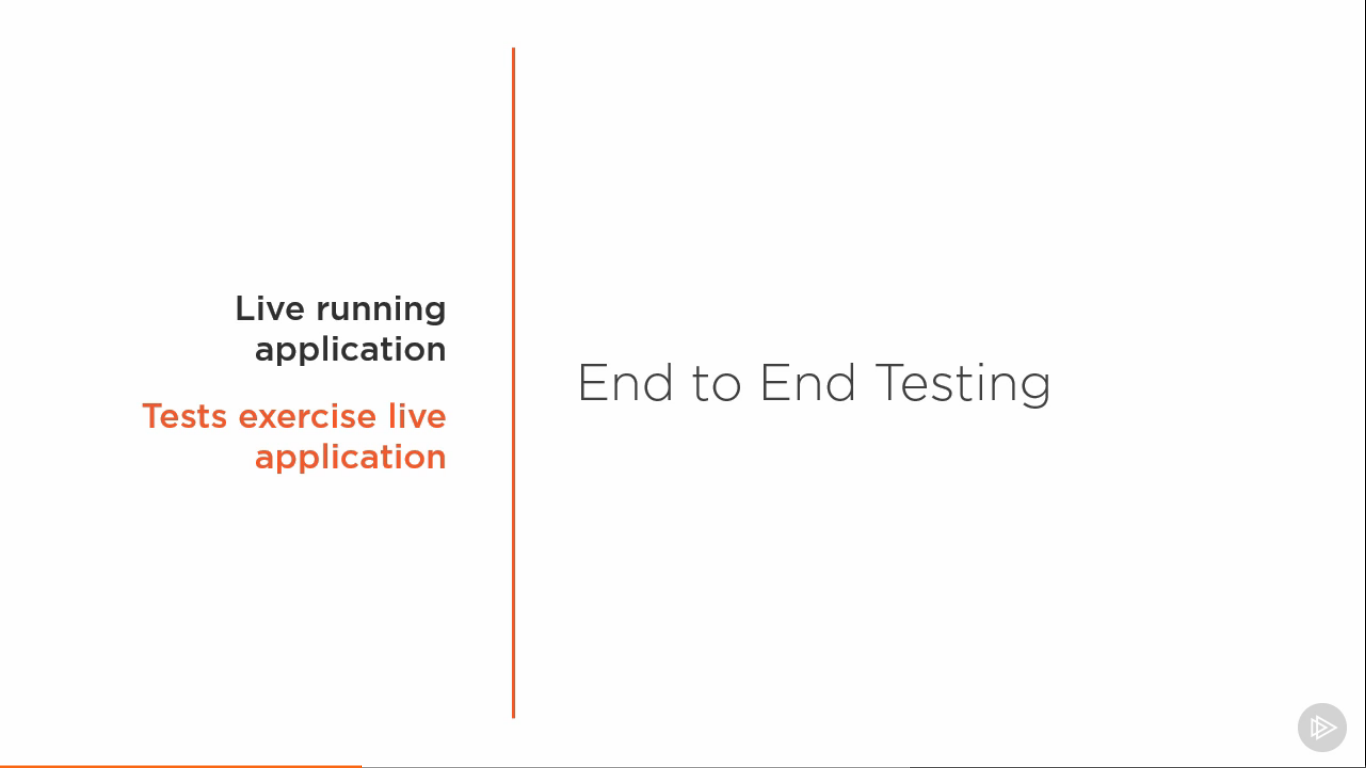 Live running
application
Tests exercise live
application
End to End Testing